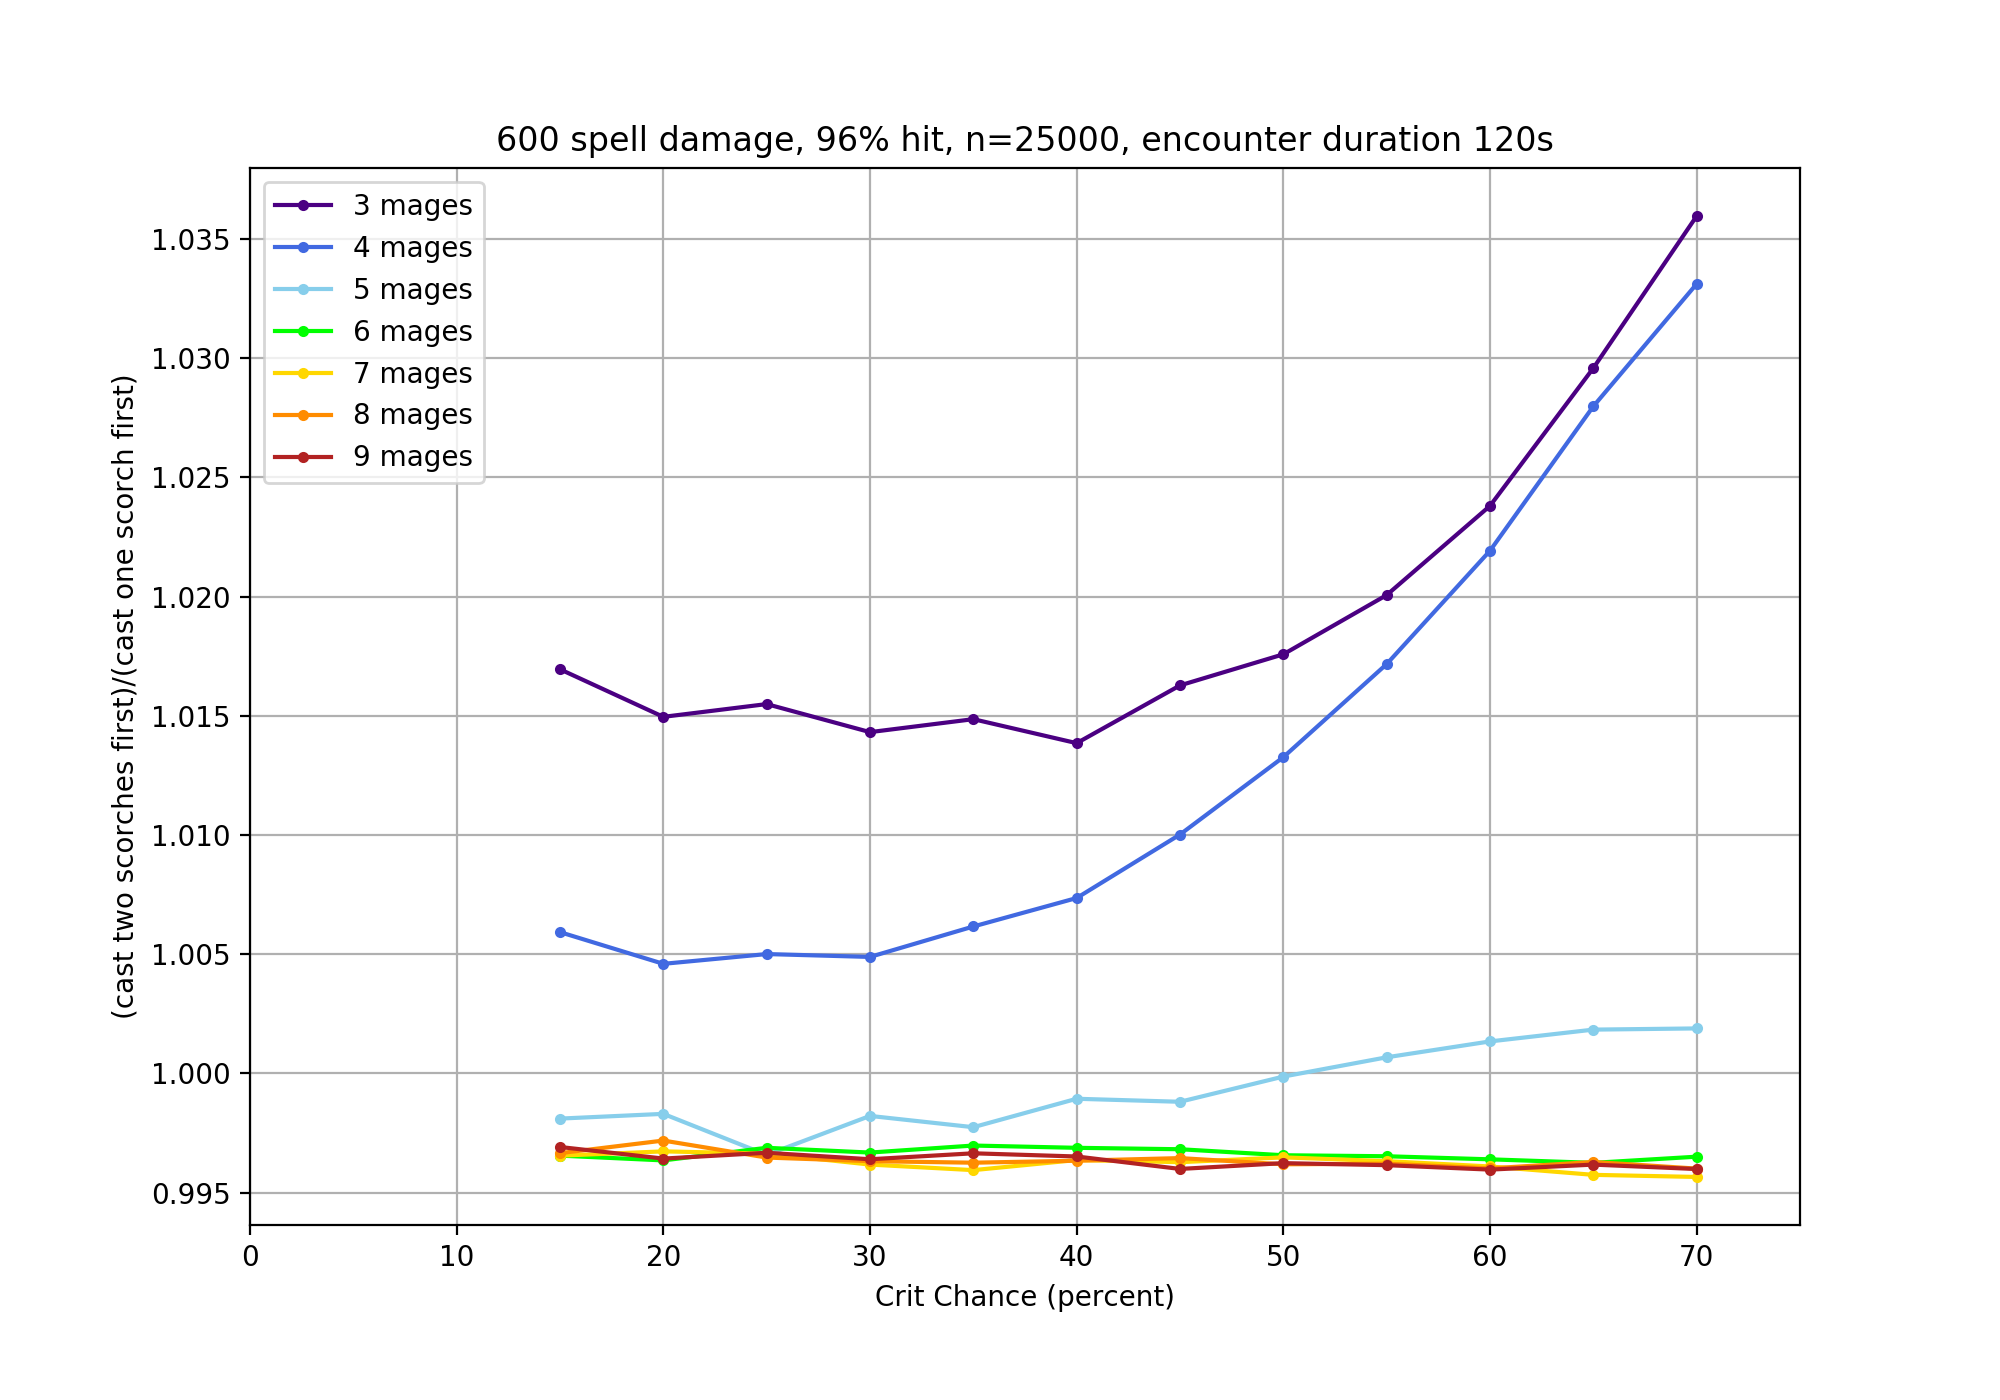 600 spell damage, 96% hit, n=25000, encounter duration 120s
3 mages
4 mages
5 mages
6 mages
7 mages
8 mages
9 mages
(cast two scorches first)/(cast one scorch first)
1.035
1.030
1.025
1.020
1.015
1.010
1.005
1.000
0.995
0 10 20 30 40 50 60 70
Crit Chance (percent)